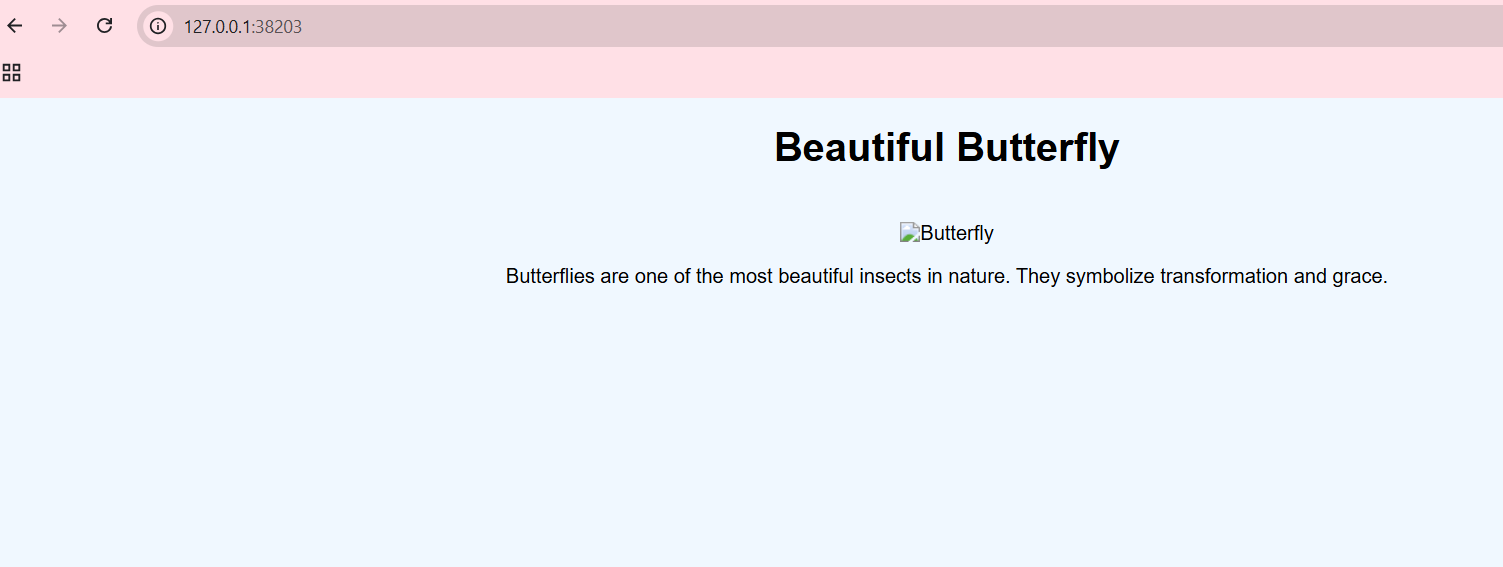 127.0.0.1:38203
Beautiful Butterfly
Butterfly
Butterflies are one of the most beautiful insects in nature. They symbolize transformation and grace.